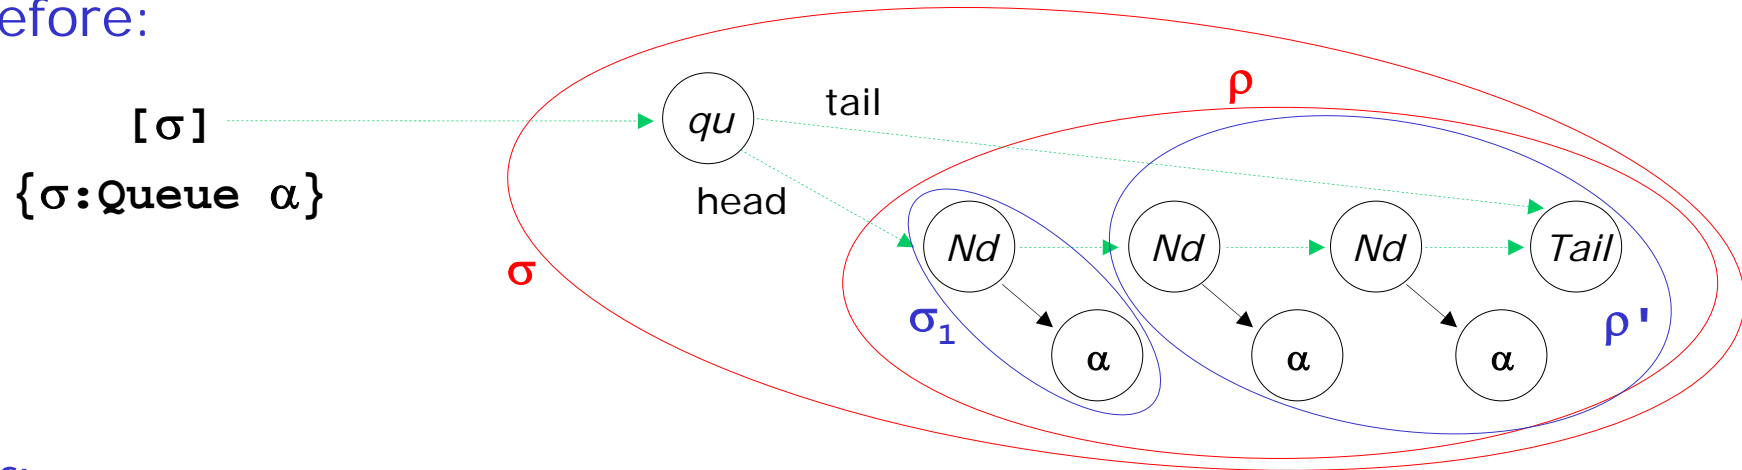 efore:
ρ
tail
[σ]
qu
{σ:Queue α}
head
Nd Nd Nd Tail
σ
σ1
ρ'
α α α